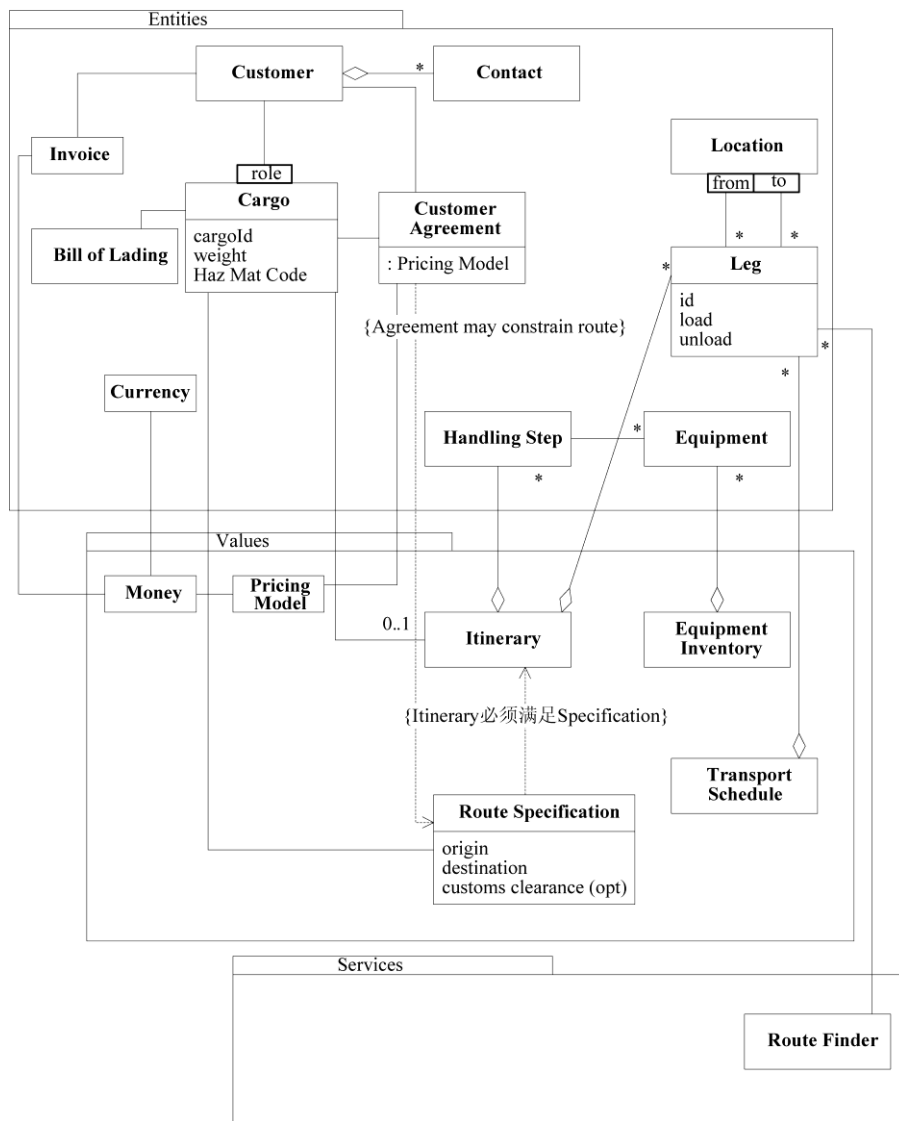 Entities
Customer
*
Contact
Invoice
Location
role
from
to
Cargo
cargoId
weight
Haz Mat Code
Customer
Agreement
: Pricing Model
Bill of Lading
*
*
*
Leg
id
load
unload
{Agreement may constrain route}
*
*
Currency
Handling Step
*
Equipment
*
*
Values
Money
Pricing
Model
0..1
Itinerary
Equipment
Inventory
{Itinerary必须满足Specification}
Transport
Schedule
Route Specification
origin
destination
customs clearance (opt)
Services
Route Finder